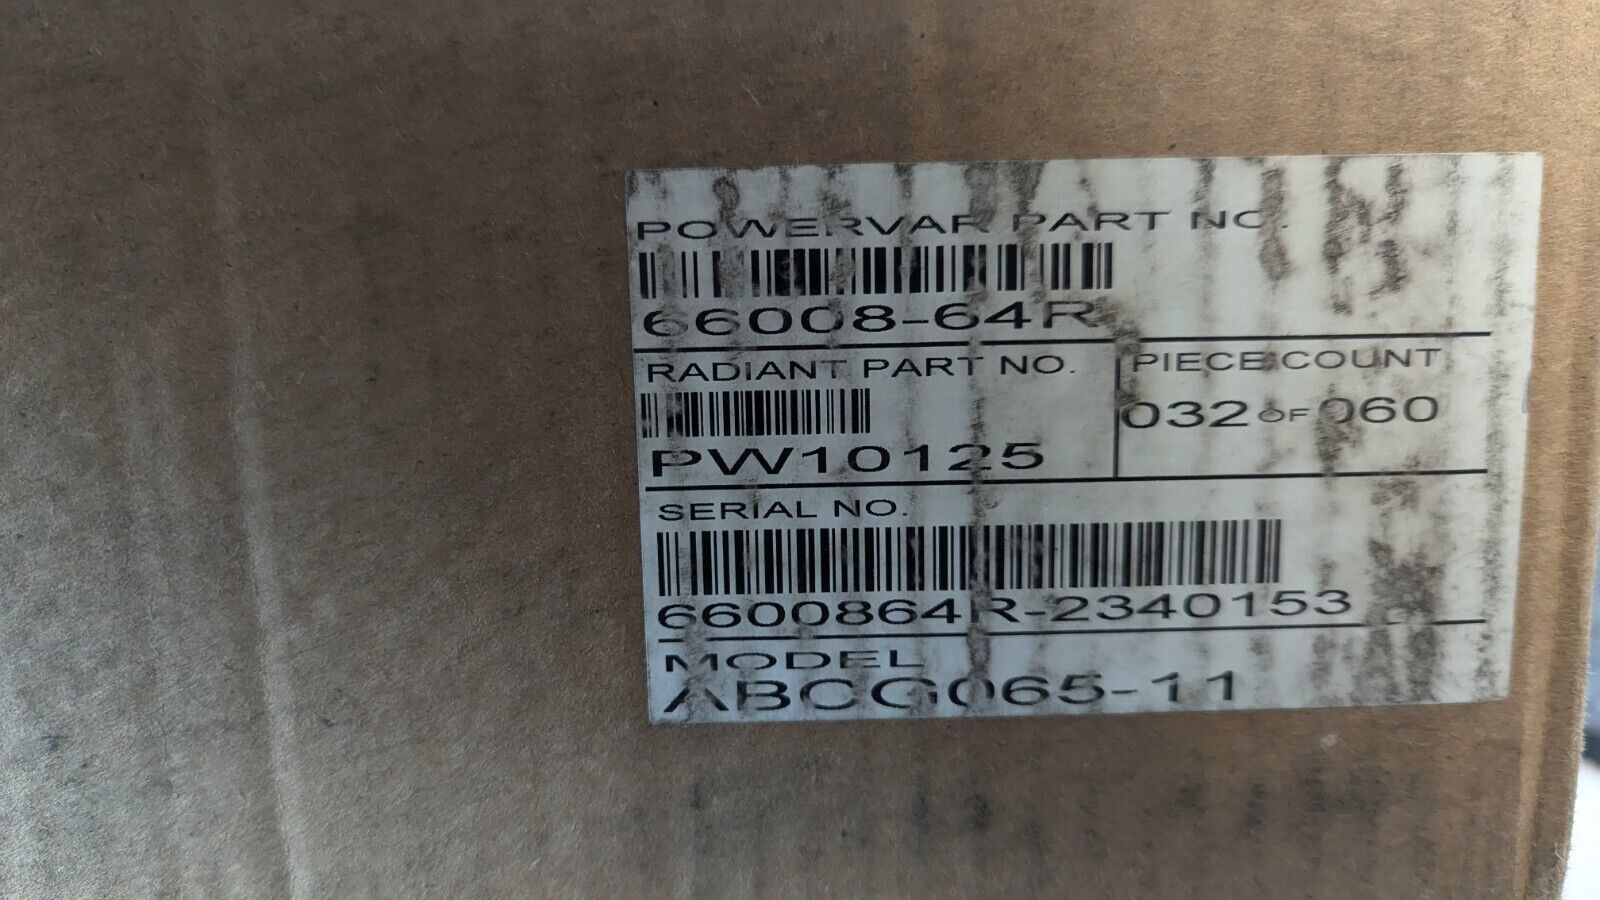 POWERVAR PART NO.
66008-64R
RADIANT PART NO.
PIECE COUNT
032 OF 060
PW10125
SERIAL NO.
6600864R-2340153
MODEL
ABCG065-11